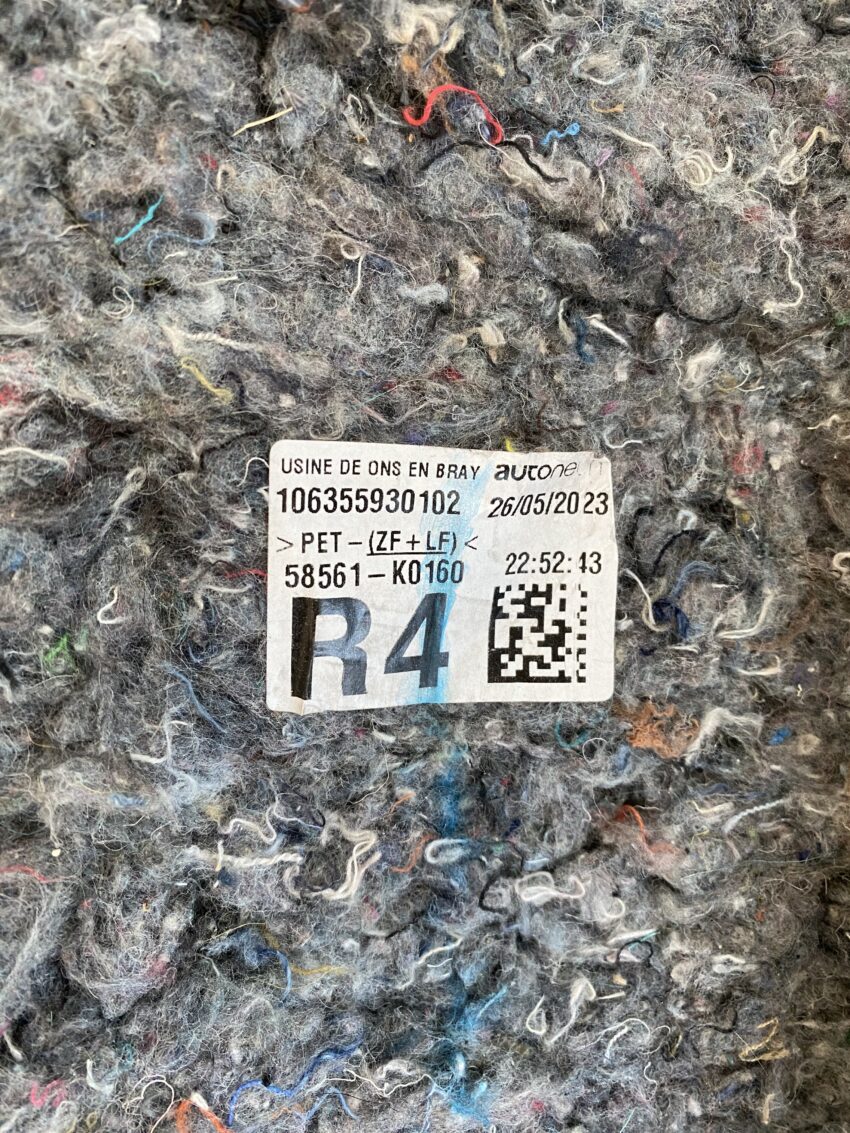 USINE DE ONS EN BRAY autone
106355930102 26/05/2023
>PET-(ZF+LF)<
58561-K0160 22:52:43
R4